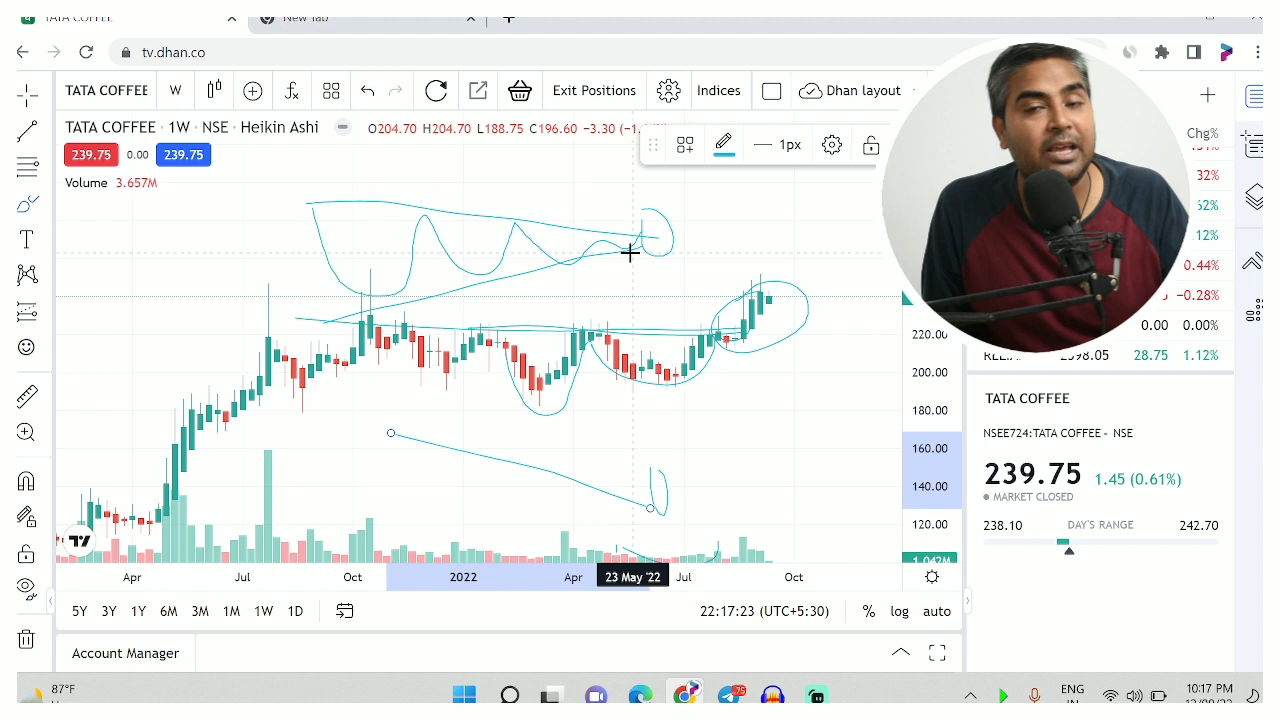 TATA COFFEE
New Tab
tv.dhan.co
TATA COFFEE W Exit Positions Indices Dhan layout
TATA COFFEE · 1W · NSE · Heikin Ashi O204.70 H204.70 L188.75 C196.60 −3.30
1px
Chg%
239.75 0.00 239.75
Volume 3.657M
32%
12%
0.44%
−0.28%
0.00 0.00%
2598.05 28.75 1.12%
220.00
200.00
180.00
160.00
140.00
120.00
TATA COFFEE
NSEE724:TATA COFFEE - NSE
239.75 1.45 (0.61%)
MARKET CLOSED
238.10 DAY'S RANGE 242.70
1.042M
Apr Jul Oct 2022 Apr 23 May '22 Jul Oct
5Y 3Y 1Y 6M 3M 1M 1W 1D 22:17:23 (UTC+5:30) % log auto
Account Manager
87°F
75
ENG 10:17 PM